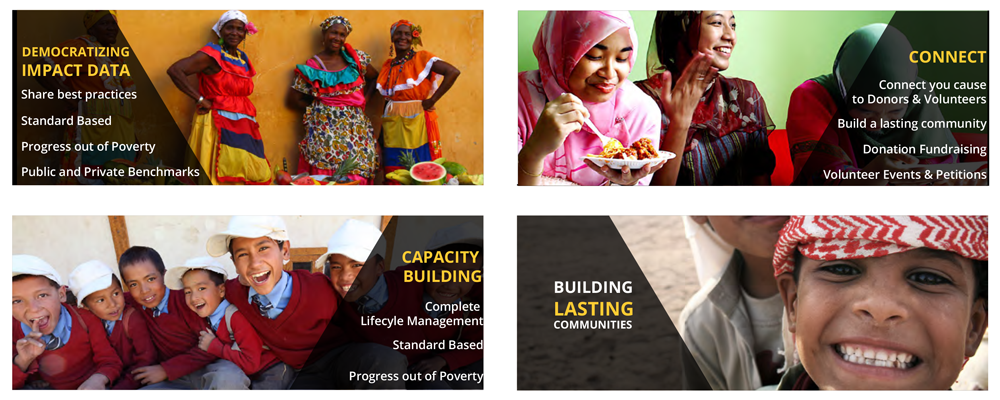 DEMOCRATIZING
IMPACT DATA
Share best practices
Standard Based
Progress out of Poverty
Public and Private Benchmarks
CONNECT
Connect you cause
to Donors & Volunteers
Build a lasting community
Donation Fundraising
Volunteer Events & Petitions
CAPACITY
BUILDING
Complete
Lifecyle Management
Standard Based
Progress out of Poverty
BUILDING
LASTING
COMMUNITIES